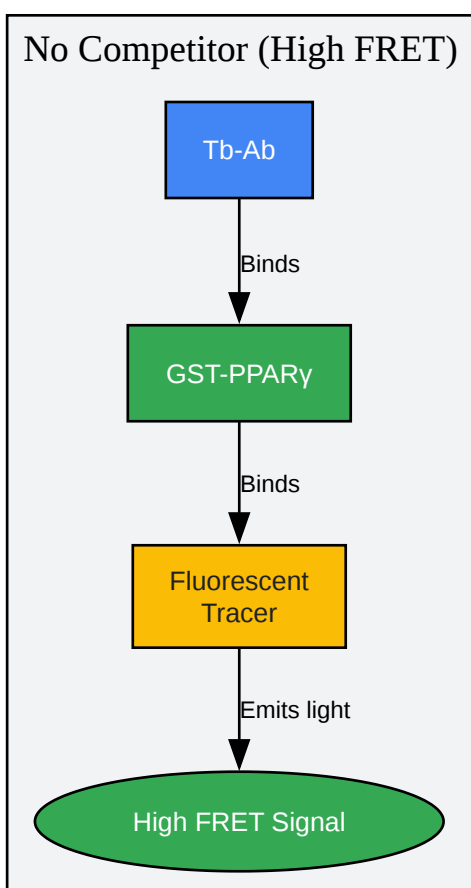 No Competitor (High FRET)
Tb-Ab
Binds
GST-PPARγ
Binds
Fluorescent
Tracer
Emits light
High FRET Signal